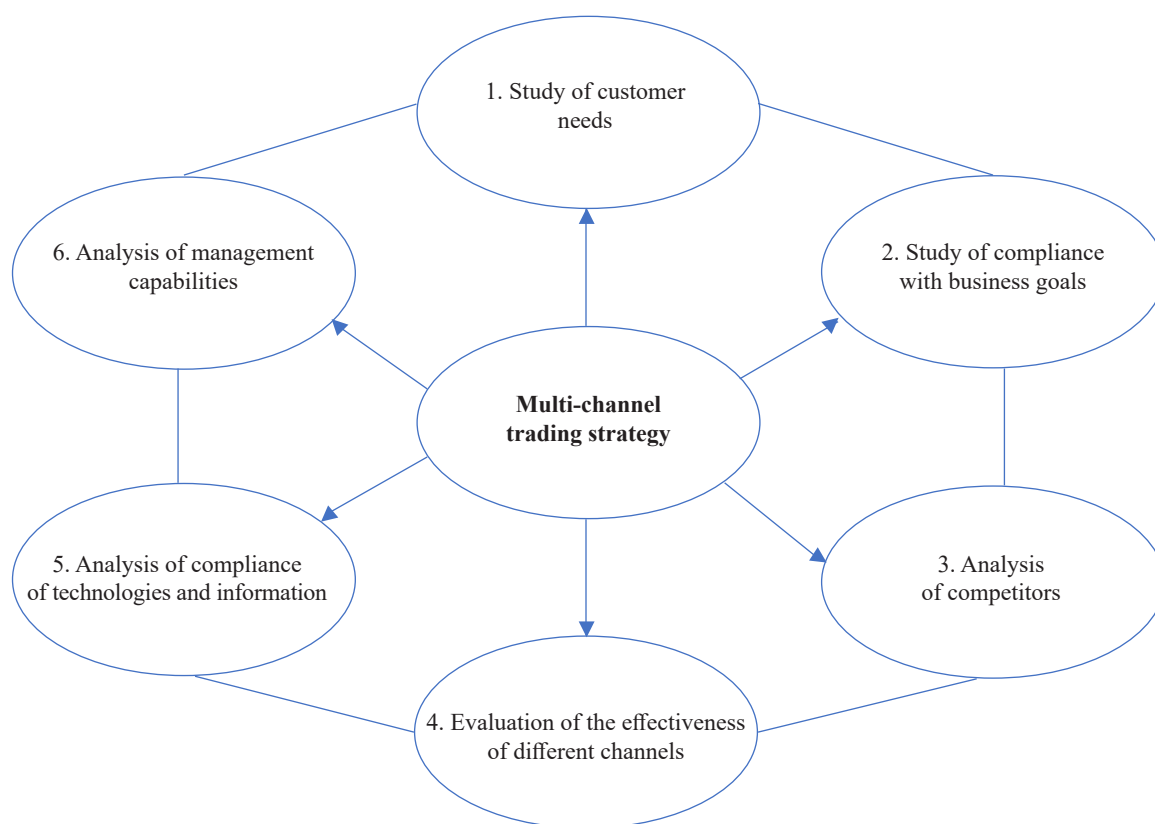 1. Study of customer
needs
6. Analysis of management
capabilities
2. Study of compliance
with business goals
Multi-channel
trading strategy
5. Analysis of compliance
of technologies and information
3. Analysis
of competitors
4. Evaluation of the effectiveness
of different channels